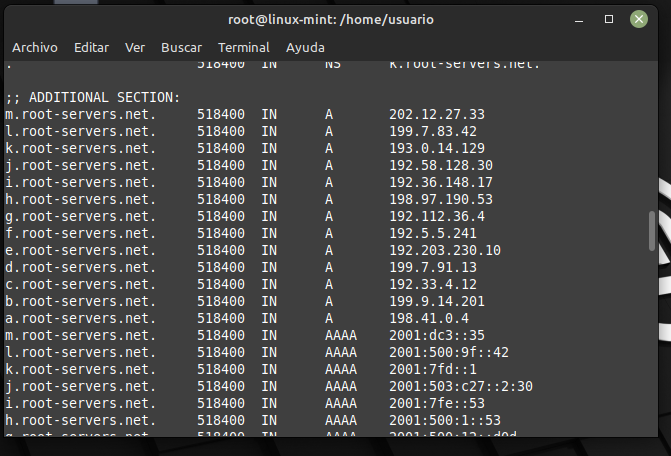 root@linux-mint: /home/usuario
Archivo Editar Ver Buscar Terminal Ayuda
. 518400 IN NS k.root-servers.net.
;; ADDITIONAL SECTION:
m.root-servers.net. 518400 IN A 202.12.27.33
l.root-servers.net. 518400 IN A 199.7.83.42
k.root-servers.net. 518400 IN A 193.0.14.129
j.root-servers.net. 518400 IN A 192.58.128.30
i.root-servers.net. 518400 IN A 192.36.148.17
h.root-servers.net. 518400 IN A 198.97.190.53
g.root-servers.net. 518400 IN A 192.112.36.4
f.root-servers.net. 518400 IN A 192.5.5.241
e.root-servers.net. 518400 IN A 192.203.230.10
d.root-servers.net. 518400 IN A 199.7.91.13
c.root-servers.net. 518400 IN A 192.33.4.12
b.root-servers.net. 518400 IN A 199.9.14.201
a.root-servers.net. 518400 IN A 198.41.0.4
m.root-servers.net. 518400 IN AAAA 2001:dc3::35
l.root-servers.net. 518400 IN AAAA 2001:500:9f::42
k.root-servers.net. 518400 IN AAAA 2001:7fd::1
j.root-servers.net. 518400 IN AAAA 2001:503:c27::2:30
i.root-servers.net. 518400 IN AAAA 2001:7fe::53
h.root-servers.net. 518400 IN AAAA 2001:500:1::53
g.root-servers.net. 518400 IN AAAA 2001:500:12::d0d